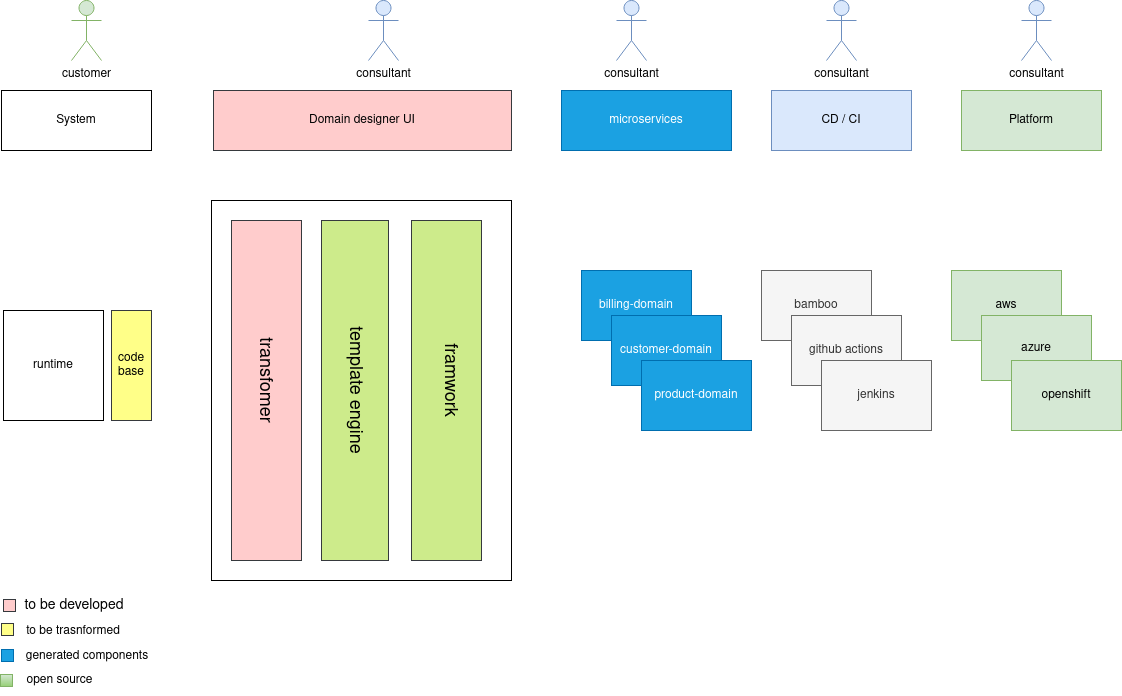 customer
consultant
consultant
consultant
consultant
System
Domain designer UI
microservices
CD / CI
Platform
runtime
code
base
transfomer
template engine
framwork
billing-domain
customer-domain
product-domain
bamboo
github actions
jenkins
aws
azure
openshift
to be developed
to be trasnformed
generated components
open source